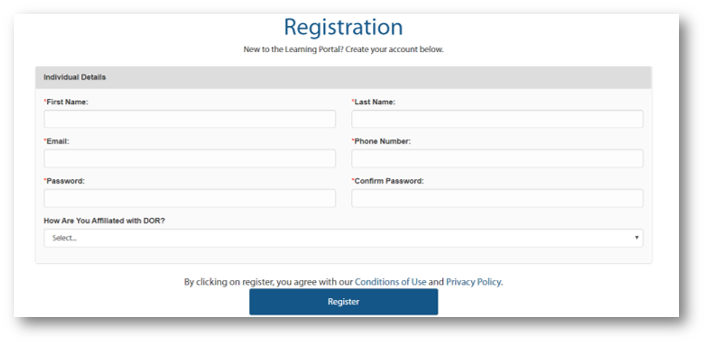 Registration
New to the Learning Portal? Create your account below.
Individual Details
*First Name:
*Last Name:
*Email:
*Phone Number:
*Password:
*Confirm Password:
How Are You Affiliated with DOR?
Select...
By clicking on register, you agree with our Conditions of Use and Privacy Policy.
Register